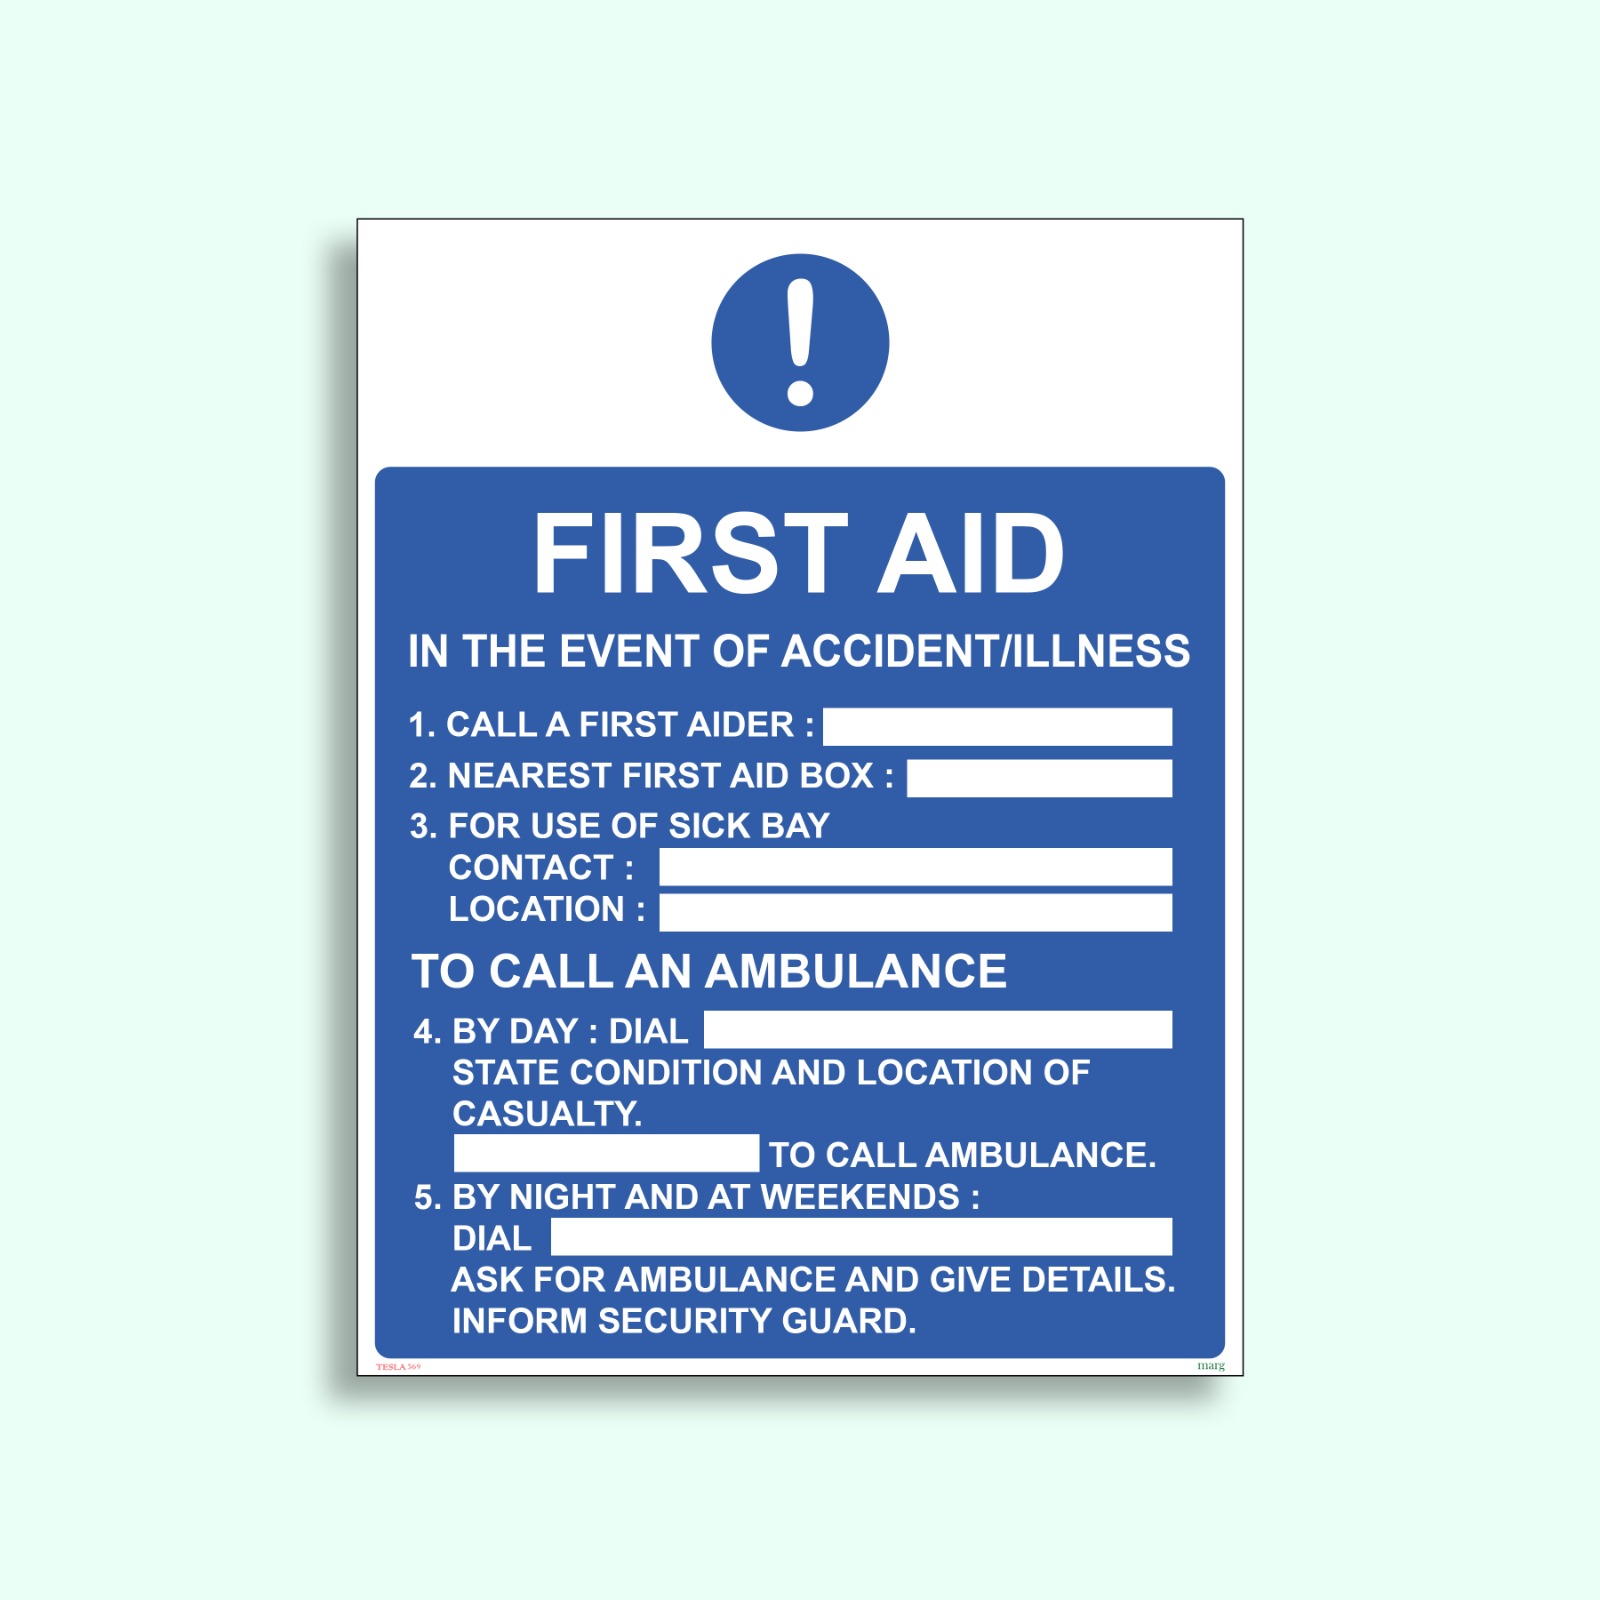 !
FIRST AID
IN THE EVENT OF ACCIDENT/ILLNESS
1. CALL A FIRST AIDER :
2. NEAREST FIRST AID BOX :
3. FOR USE OF SICK BAY
CONTACT :
LOCATION :
TO CALL AN AMBULANCE
4. BY DAY : DIAL
STATE CONDITION AND LOCATION OF
CASUALTY.
TO CALL AMBULANCE.
5. BY NIGHT AND AT WEEKENDS :
DIAL
ASK FOR AMBULANCE AND GIVE DETAILS.
INFORM SECURITY GUARD.
TESLA 569 marg